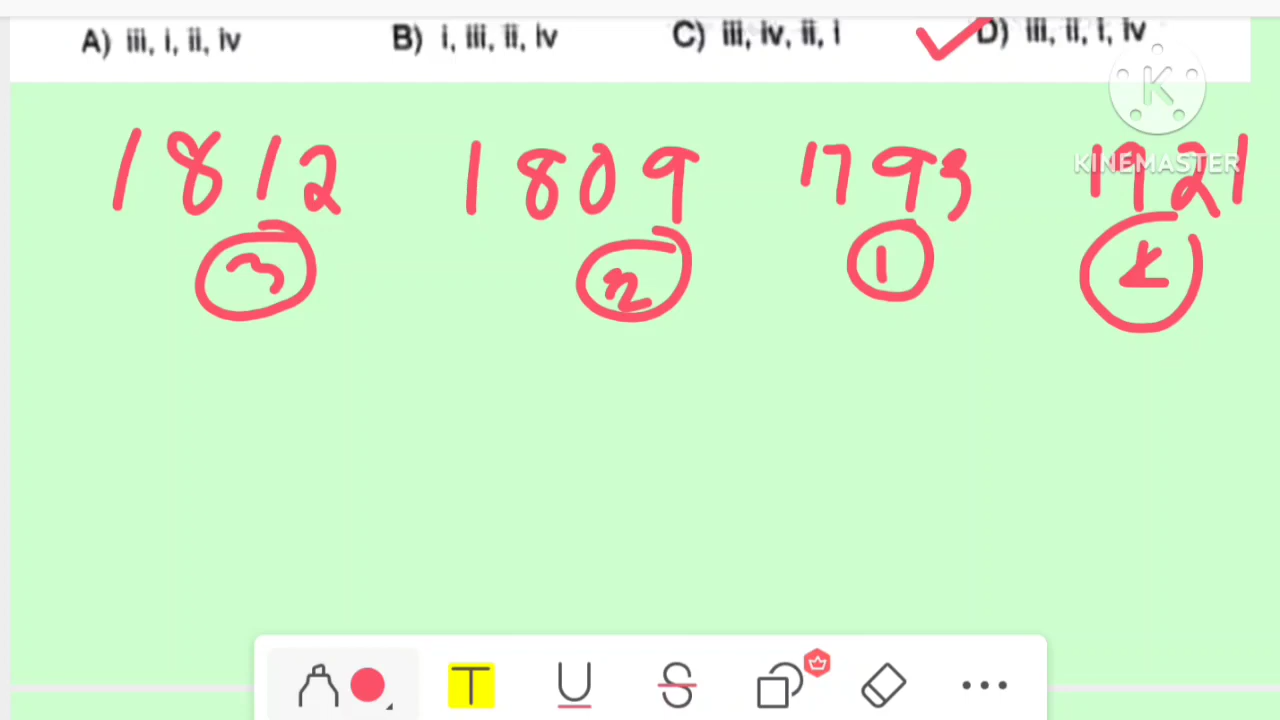 A) iii, i, ii, iv B) i, iii, ii, iv C) iii, iv, ii, i D) iii, ii, i, iv
1812 1809 1793 1921
3 2 1 4
KINEMASTER
T U S